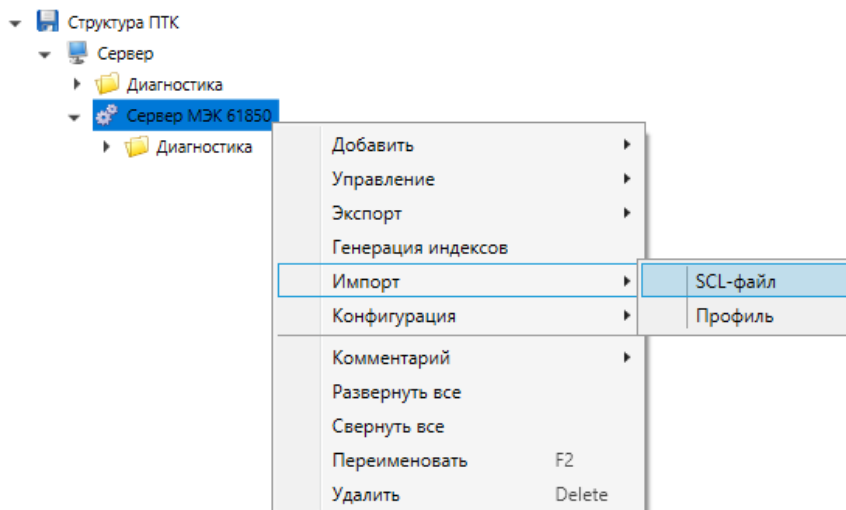 Структура ПТК
Сервер
Диагностика
Сервер МЭК 61850
Диагностика
Добавить
Управление
Экспорт
Генерация индексов
Импорт
SCL-файл
Конфигурация
Профиль
Комментарий
Развернуть все
Свернуть все
Переименовать F2
Удалить Delete